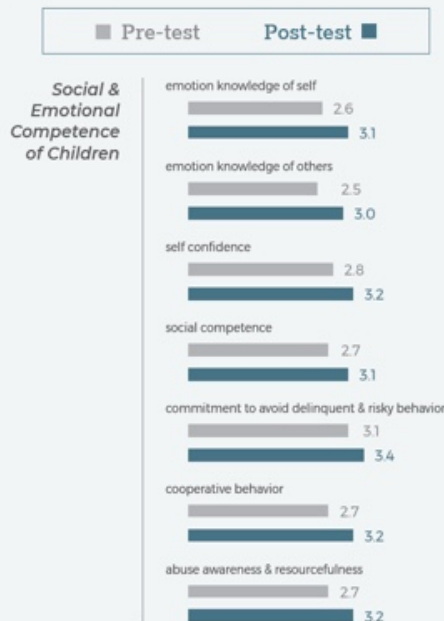 Pre-test Post-test
Social &
Emotional
Competence
of Children
emotion knowledge of self
2.6
3.1
emotion knowledge of others
2.5
3.0
self confidence
2.8
3.2
social competence
2.7
3.1
commitment to avoid delinquent & risky behavior
3.1
3.4
cooperative behavior
2.7
3.2
abuse awareness & resourcefulness
2.7
3.2